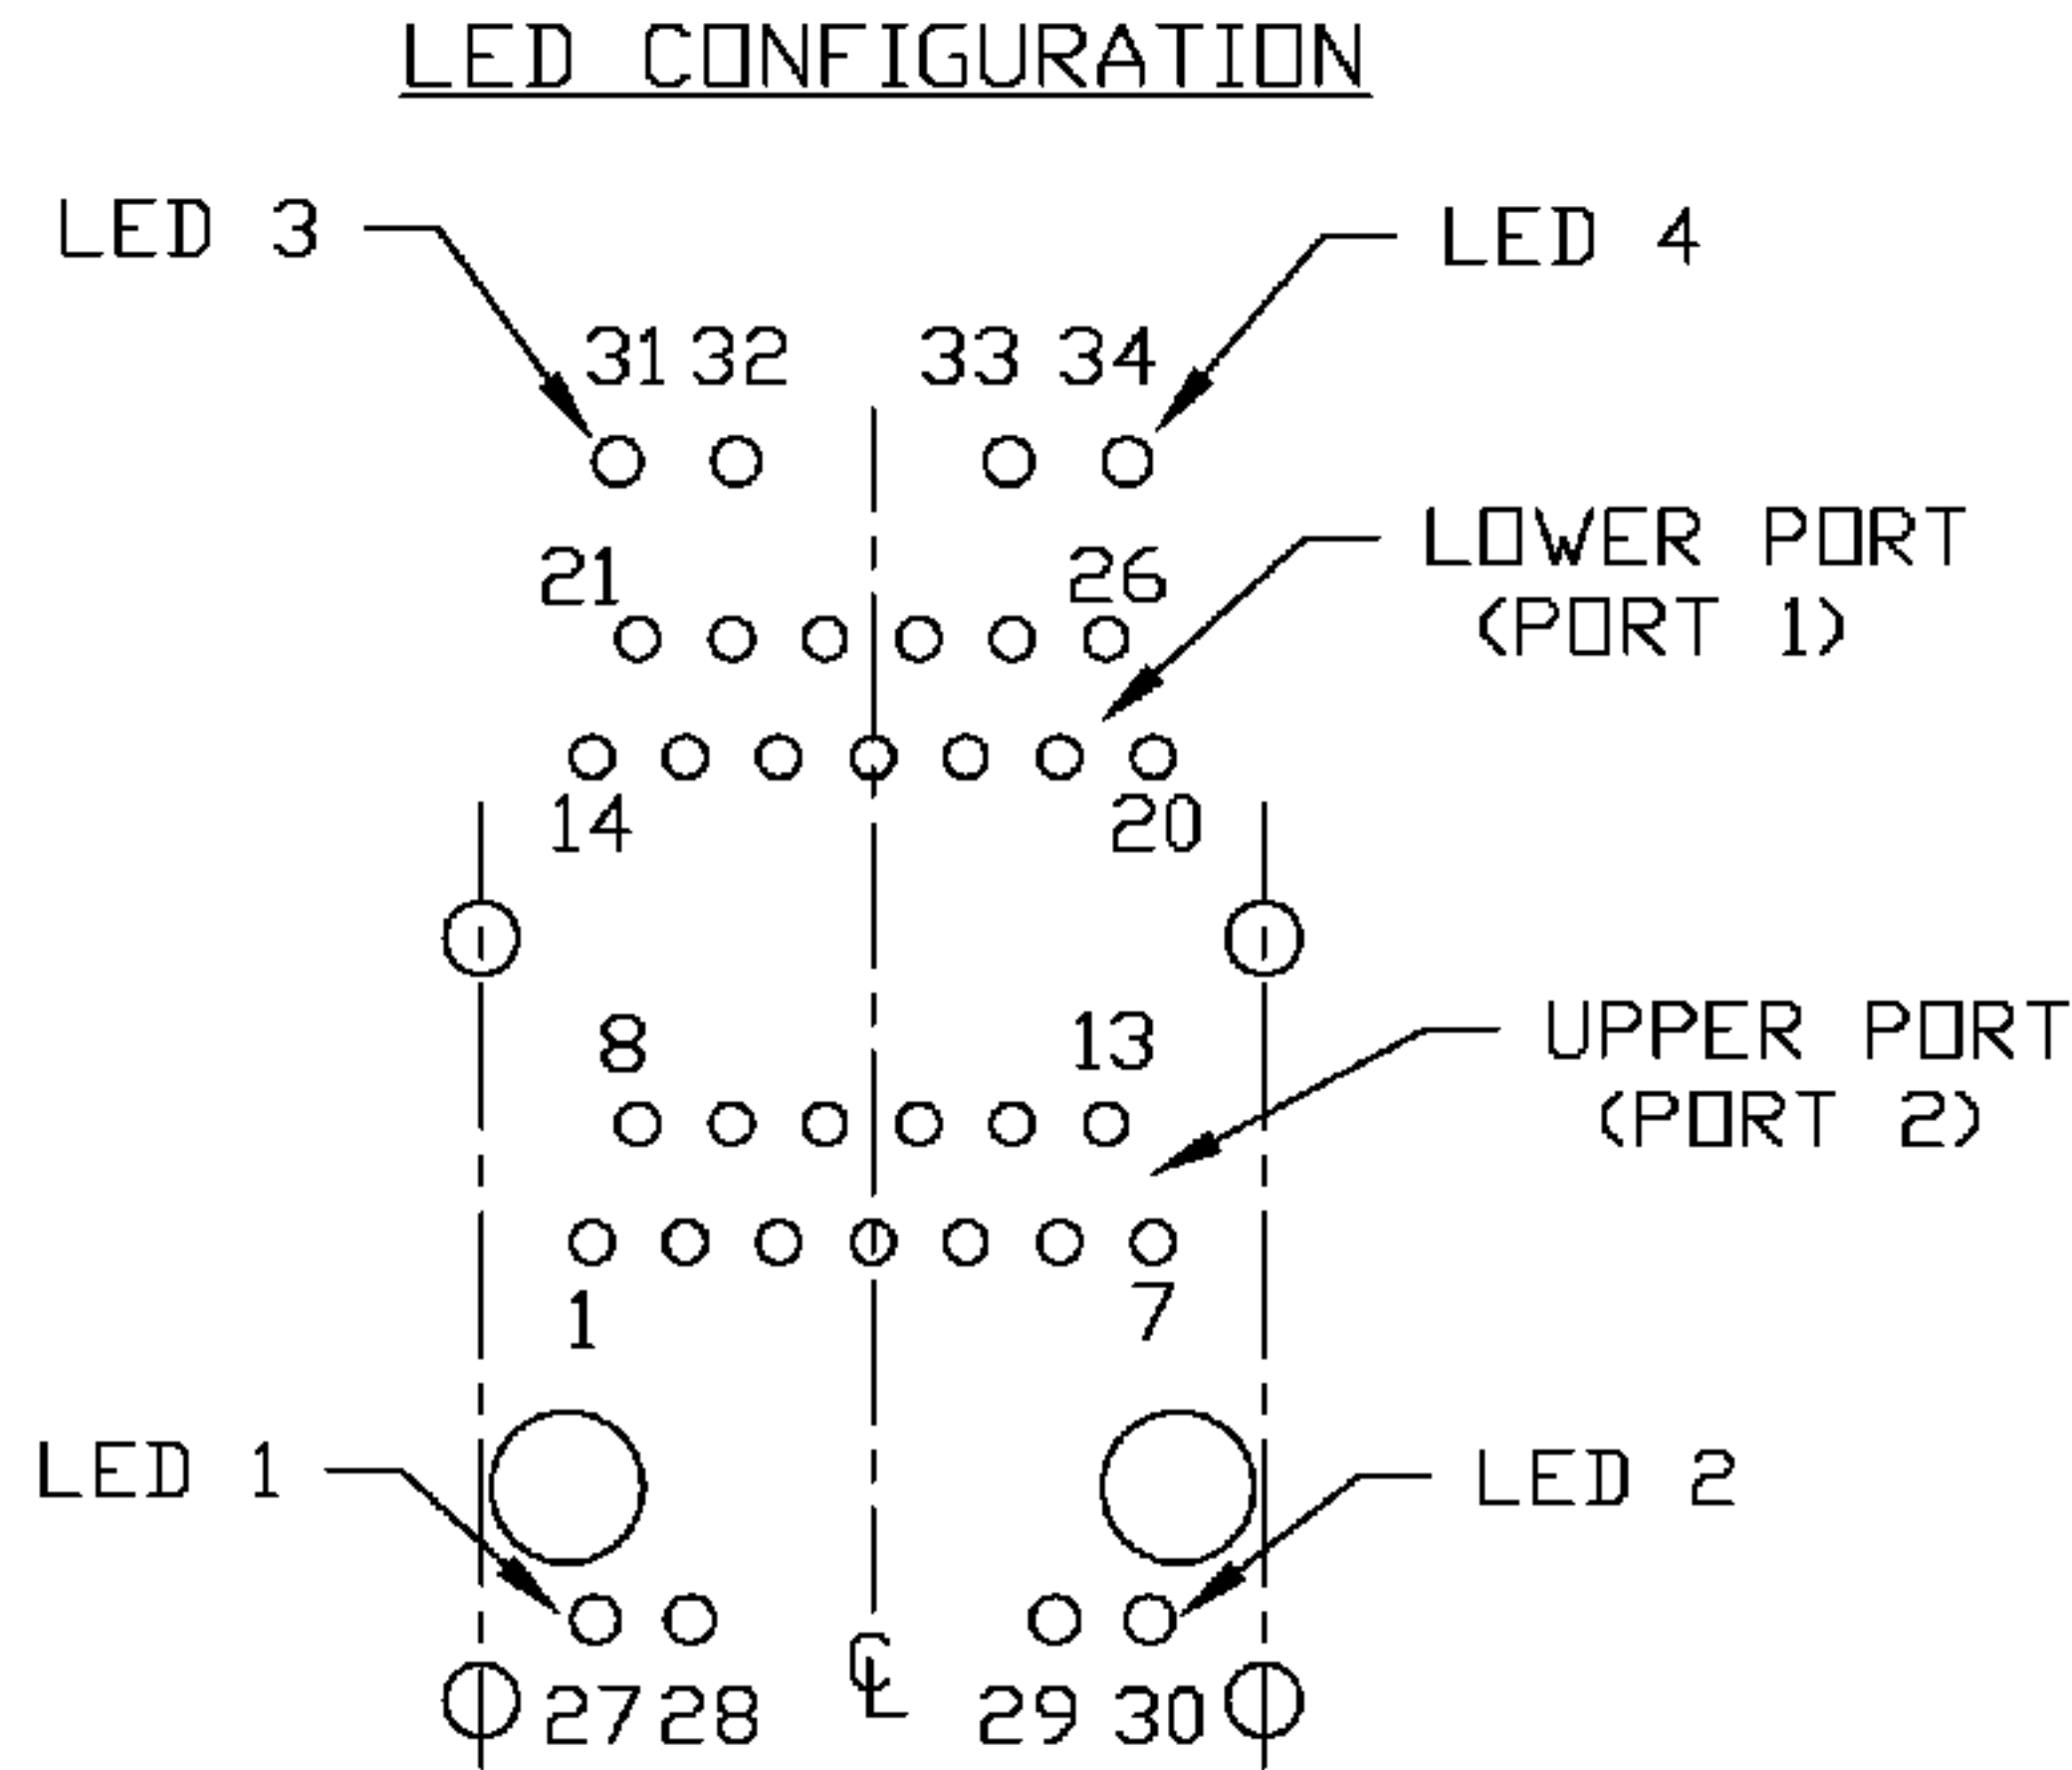 LED CONFIGURATION
LED 3
LED 4
31 32 33 34
LOWER PORT
(PORT 1)
21 26
14 20
UPPER PORT
(PORT 2)
8 13
1 7
LED 1
LED 2
CL
27 28 29 30